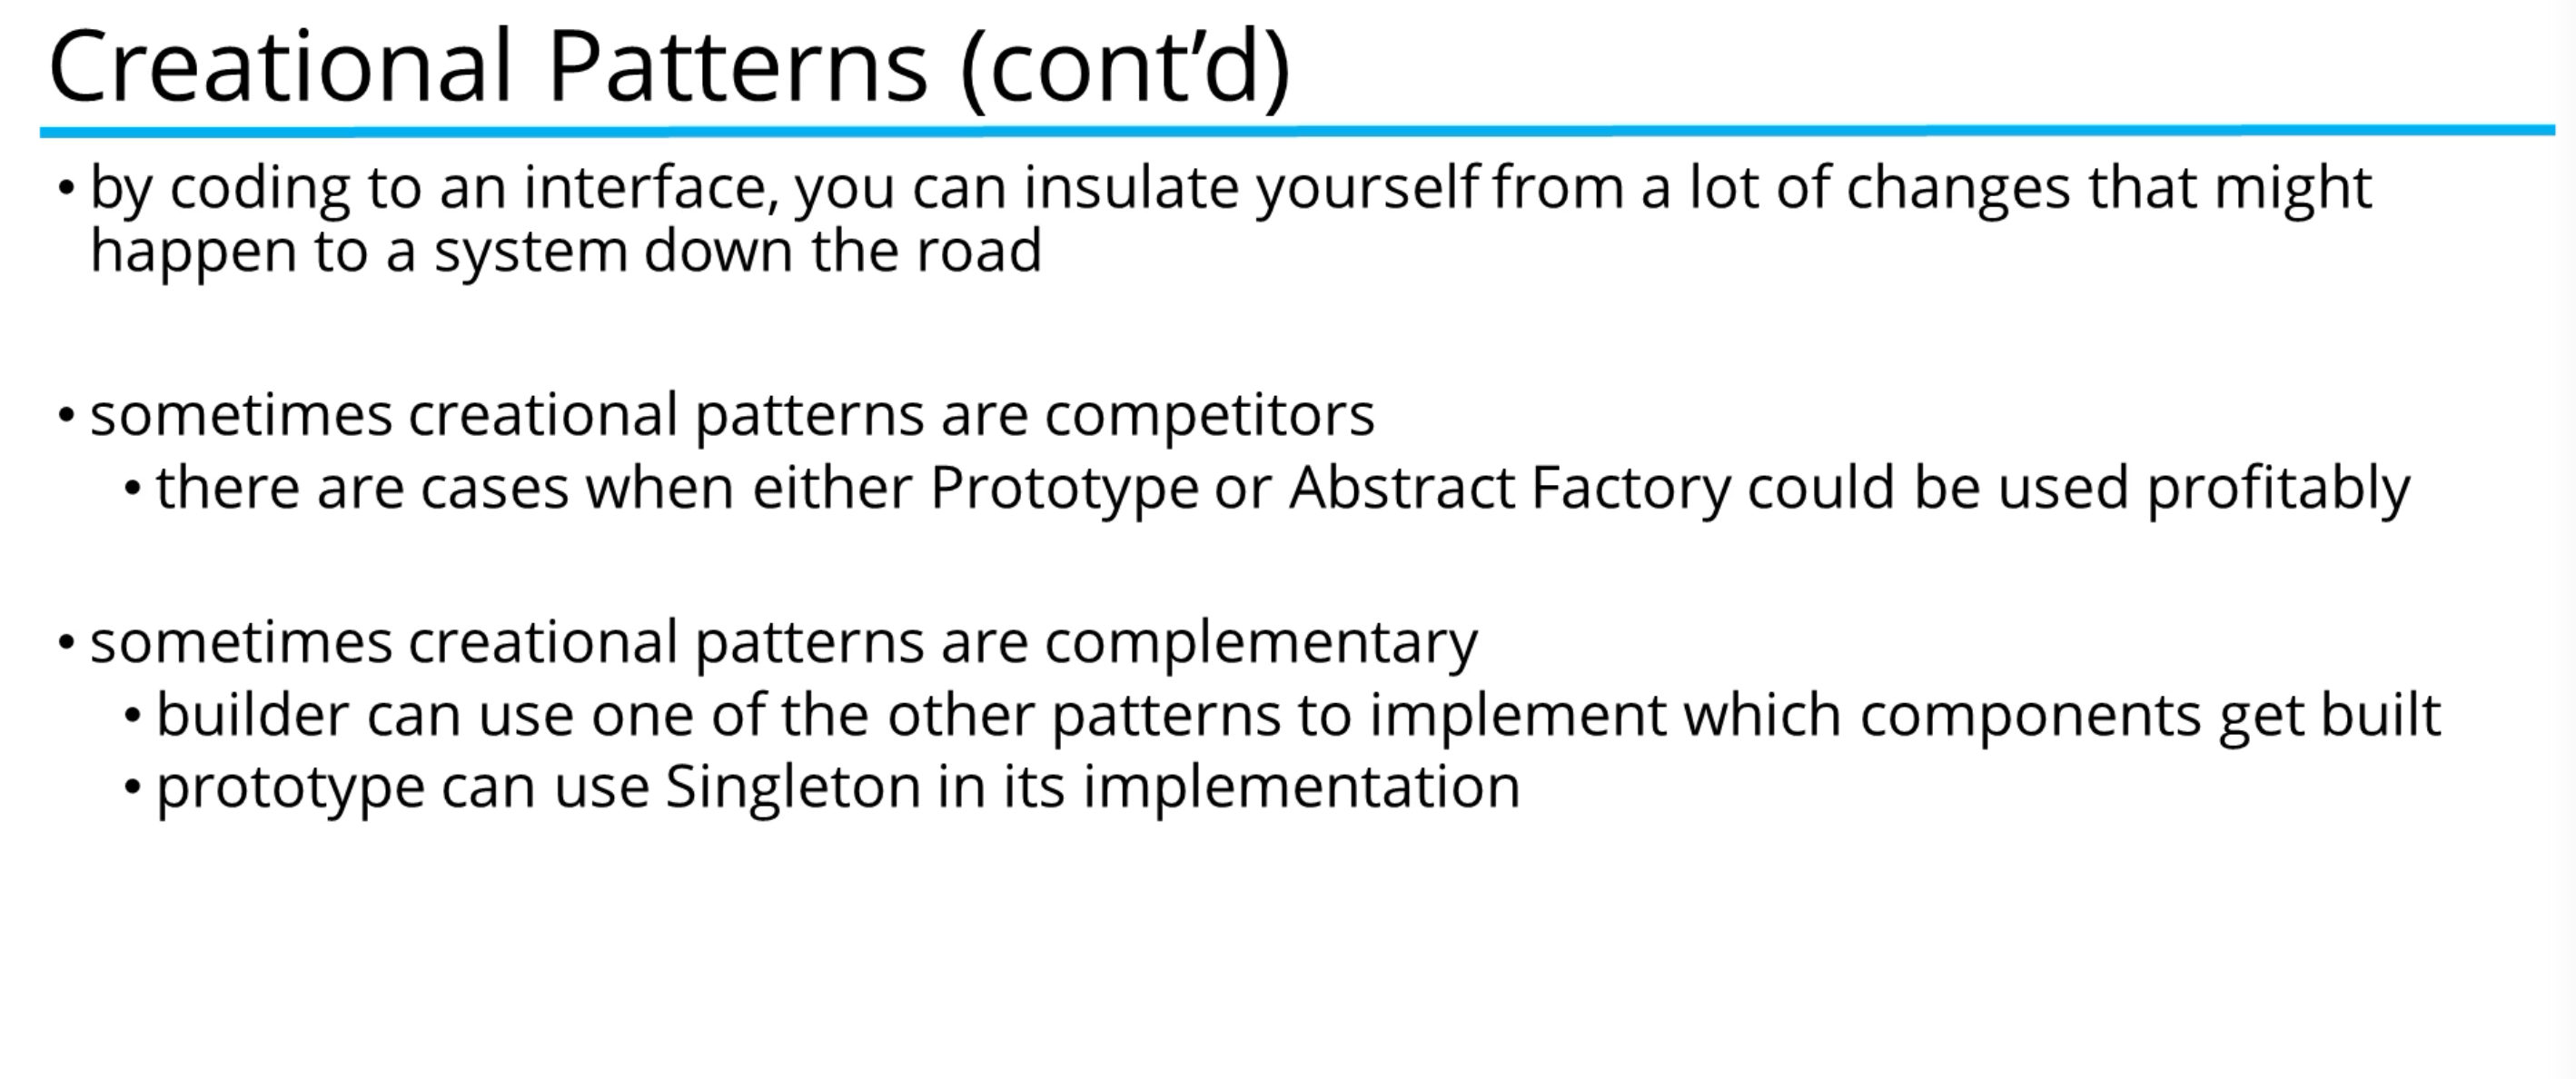 Creational Patterns (cont’d)
• by coding to an interface, you can insulate yourself from a lot of changes that might
happen to a system down the road
• sometimes creational patterns are competitors
• there are cases when either Prototype or Abstract Factory could be used profitably
• sometimes creational patterns are complementary
• builder can use one of the other patterns to implement which components get built
• prototype can use Singleton in its implementation